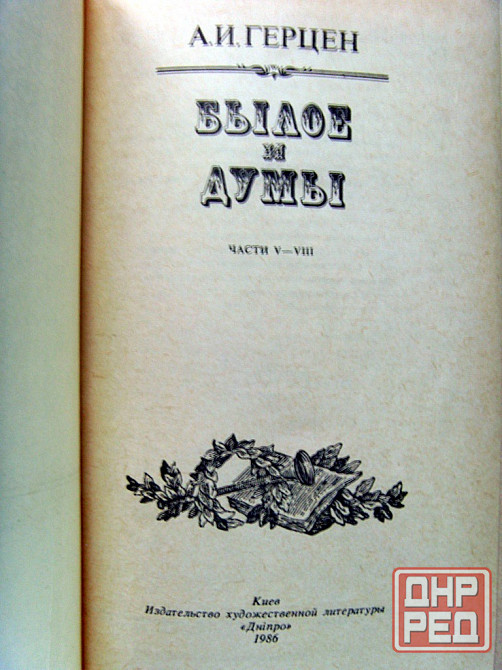 А.И. ГЕРЦЕН
БЫЛОЕ
И
ДУМЫ
ЧАСТИ V—VIII
Киев
Издательство художественной литературы
«Дніпро»
1986
ДНР
РЕД